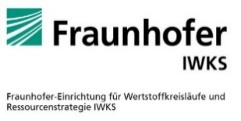 Fraunhofer
IWKS
Fraunhofer-Einrichtung für Wertstoffkreisläufe und
Ressourcenstrategie IWKS